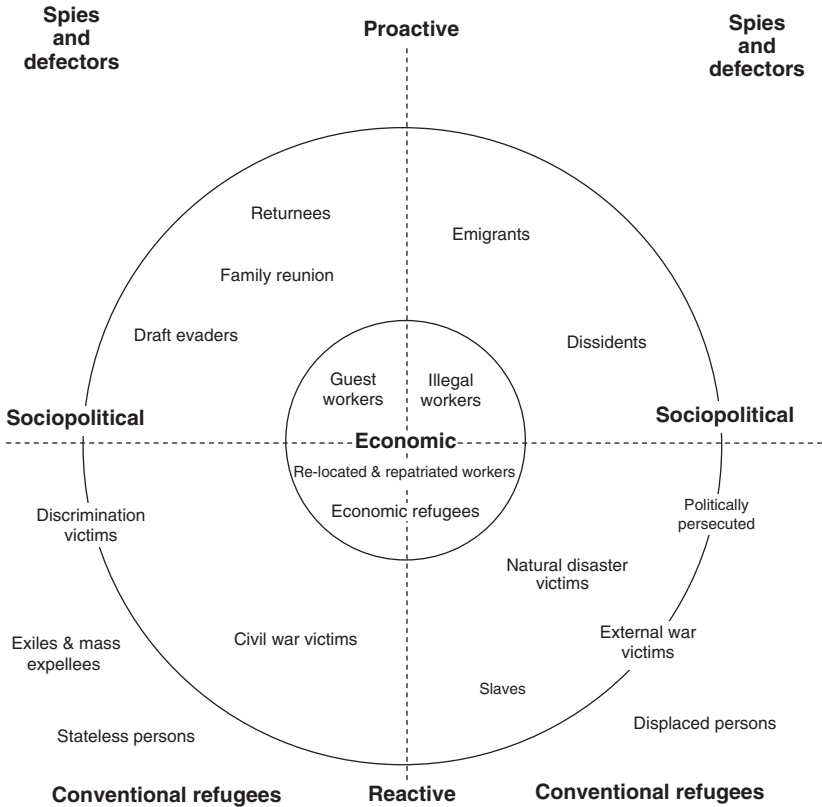 Spies
and
defectors
Proactive
Spies
and
defectors
Returnees
Emigrants
Family reunion
Draft evaders
Dissidents
Guest
workers
Illegal
workers
Sociopolitical
Sociopolitical
Economic
Re-located & repatriated workers
Economic refugees
Discrimination
victims
Politically
persecuted
Natural disaster
victims
Civil war victims
External war
victims
Exiles & mass
expellees
Slaves
Stateless persons
Displaced persons
Conventional refugees
Reactive
Conventional refugees